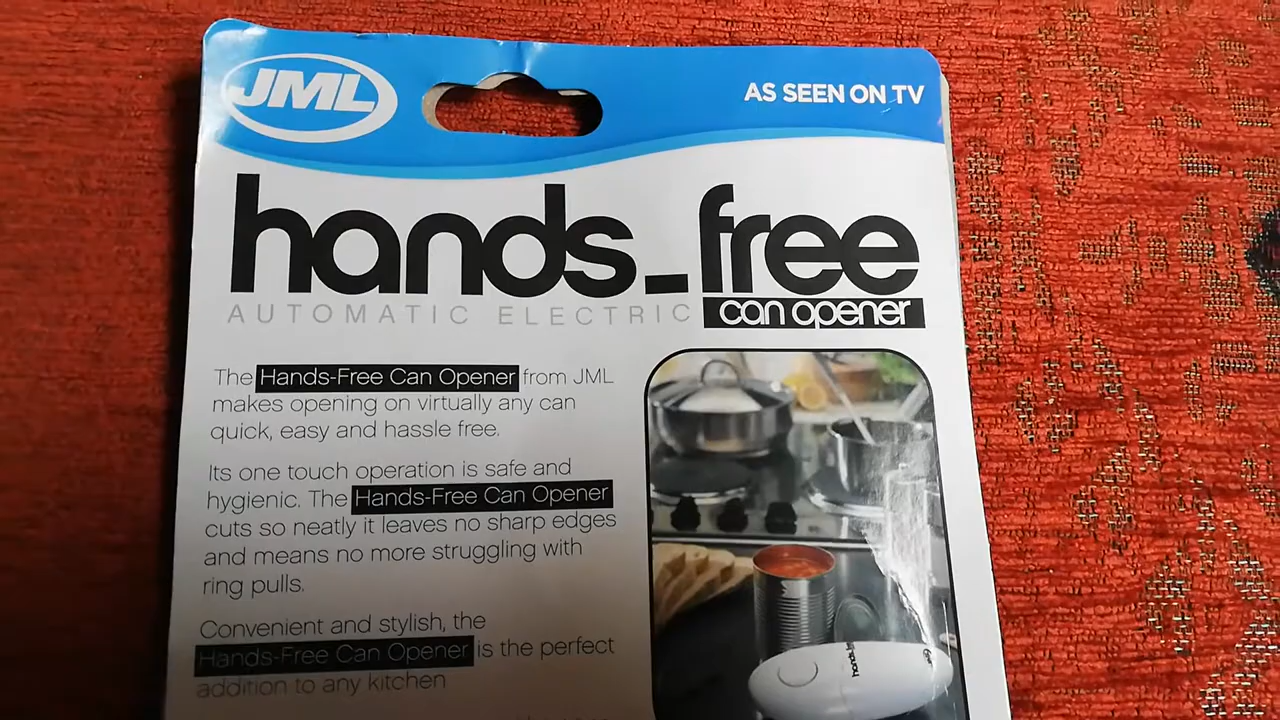 JML
AS SEEN ON TV
hands_free
AUTOMATIC ELECTRIC can opener
The Hands-Free Can Opener from JML
makes opening on virtually any can
quick, easy and hassle free.
Its one touch operation is safe and
hygienic. The Hands-Free Can Opener
cuts so neatly it leaves no sharp edges
and means no more struggling with
ring pulls.
Convenient and stylish, the
Hands-Free Can Opener is the perfect
addition to any kitchen